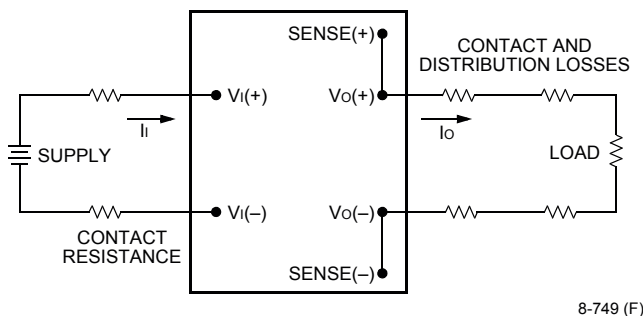 SENSE(+)
CONTACT AND
DISTRIBUTION LOSSES
VI(+)
VO(+)
II
IO
SUPPLY
LOAD
VI(–)
VO(–)
CONTACT
RESISTANCE
SENSE(–)
8-749 (F)